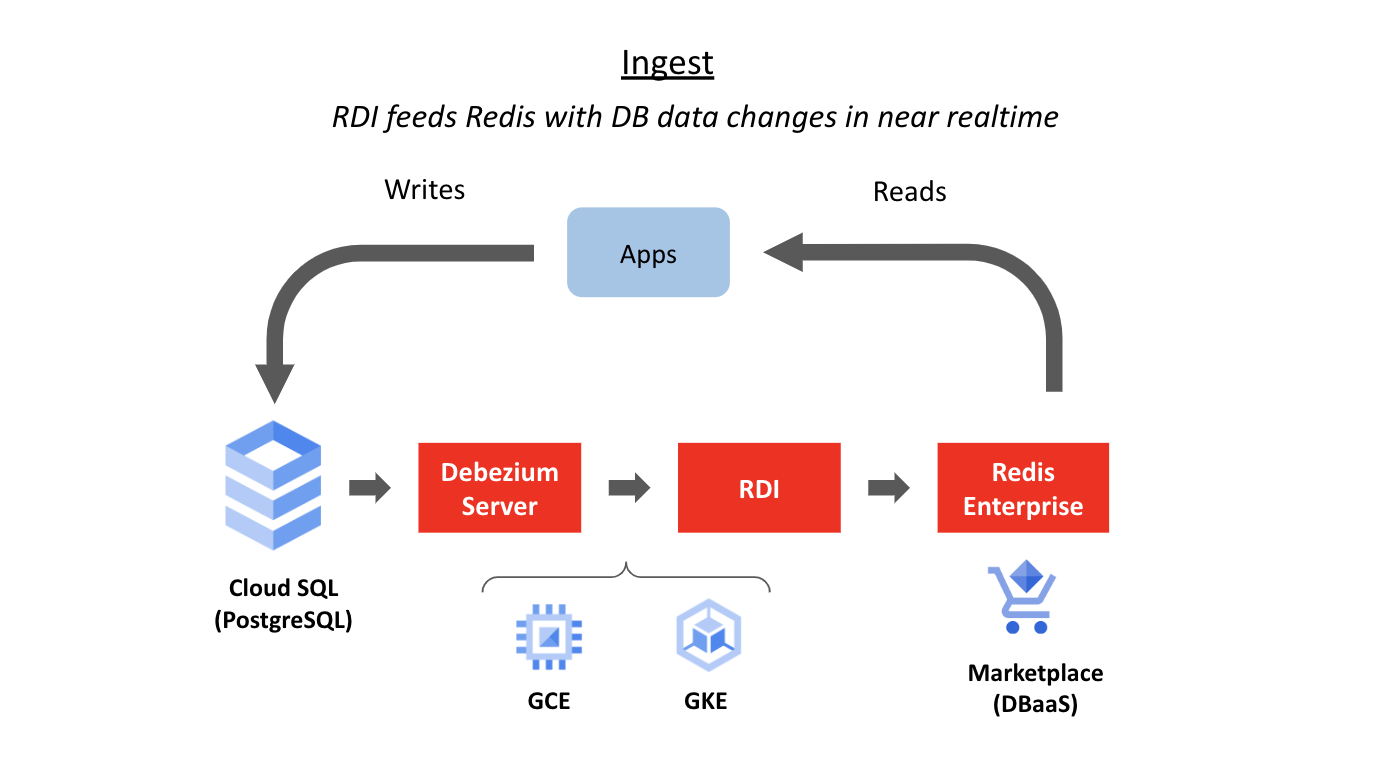 Ingest
RDI feeds Redis with DB data changes in near realtime
Writes
Reads
Apps
Debezium
Server
RDI
Redis
Enterprise
Cloud SQL
(PostgreSQL)
GCE
GKE
Marketplace
(DBaaS)